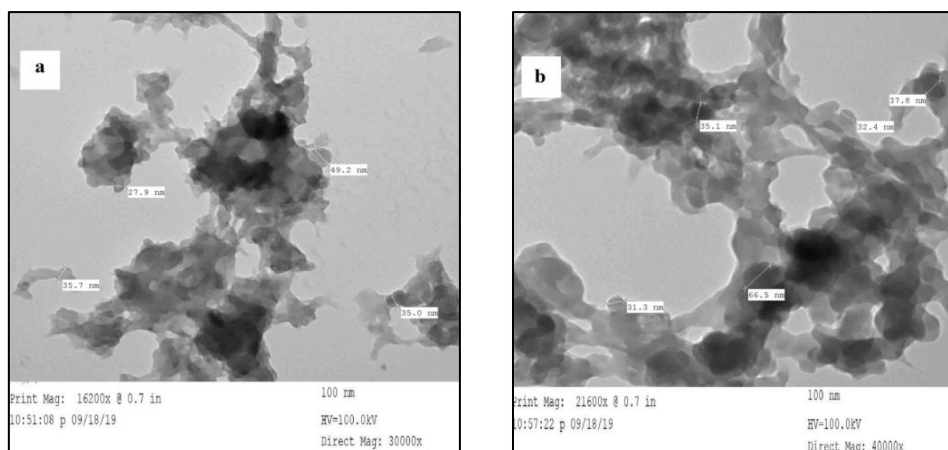 a
49.2 nm
27.9 nm
35.7 nm
35.0 nm
Print Mag: 16200x @ 0.7 in
10:51:08 p 09/18/19
100 nm
HV=100.0kV
Direct Mag: 30000x
b
37.8 nm
35.1 nm
32.4 nm
66.5 nm
31.3 nm
Print Mag: 21600x @ 0.7 in
10:57:22 p 09/18/19
100 nm
HV=100.0kV
Direct Mag: 40000x